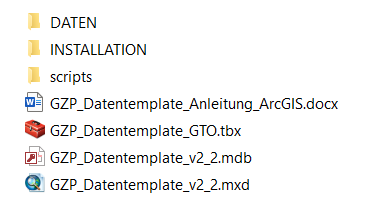 DATEN
INSTALLATION
scripts
GZP_Datentemplate_Anleitung_ArcGIS.docx
GZP_Datentemplate_GTO.tbx
GZP_Datentemplate_v2_2.mdb
GZP_Datentemplate_v2_2.mxd